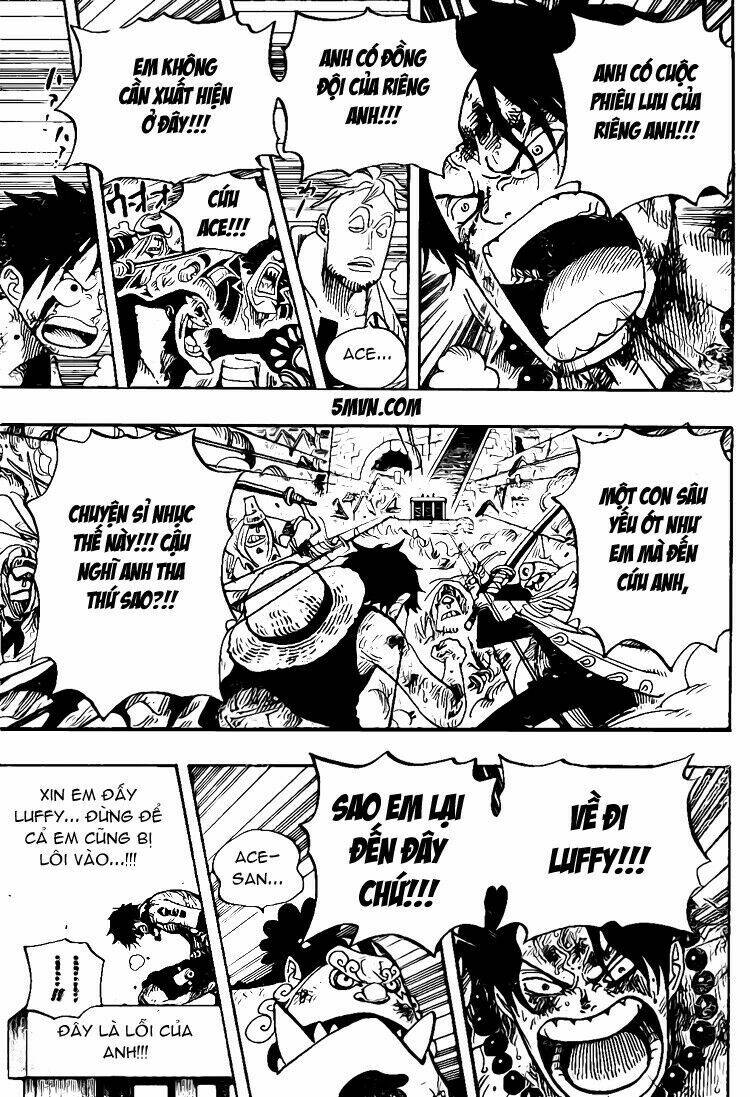 ANH CÓ CUỘC
PHIÊU LƯU CỦA
RIÊNG ANH!!!
ANH CÓ ĐỒNG
ĐỘI CỦA RIÊNG
ANH!!!
ACE...
EM KHÔNG
CẦN XUẤT HIỆN
Ở ĐÂY!!!
CỨU
ACE!!!
ウオオ
5MVN.COM
MỘT CON SÂU
YẾU ỚT NHƯ
EM MÀ ĐẾN
CỨU ANH,
CHUYỆN SỈ NHỤC
THẾ NÀY!!! CẬU
NGHĨ ANH THA
THỨ SAO?!!
VỀ ĐI
LUFFY!!!
SAO EM LẠI
ĐẾN ĐÂY
CHỨ!!!
ACE-
SAN...
XIN EM ĐẤY
LUFFY... ĐỪNG ĐỂ
CẢ EM CŨNG BỊ
LÔI VÀO...!!!
ĐÂY LÀ LỖI CỦA
ANH!!!